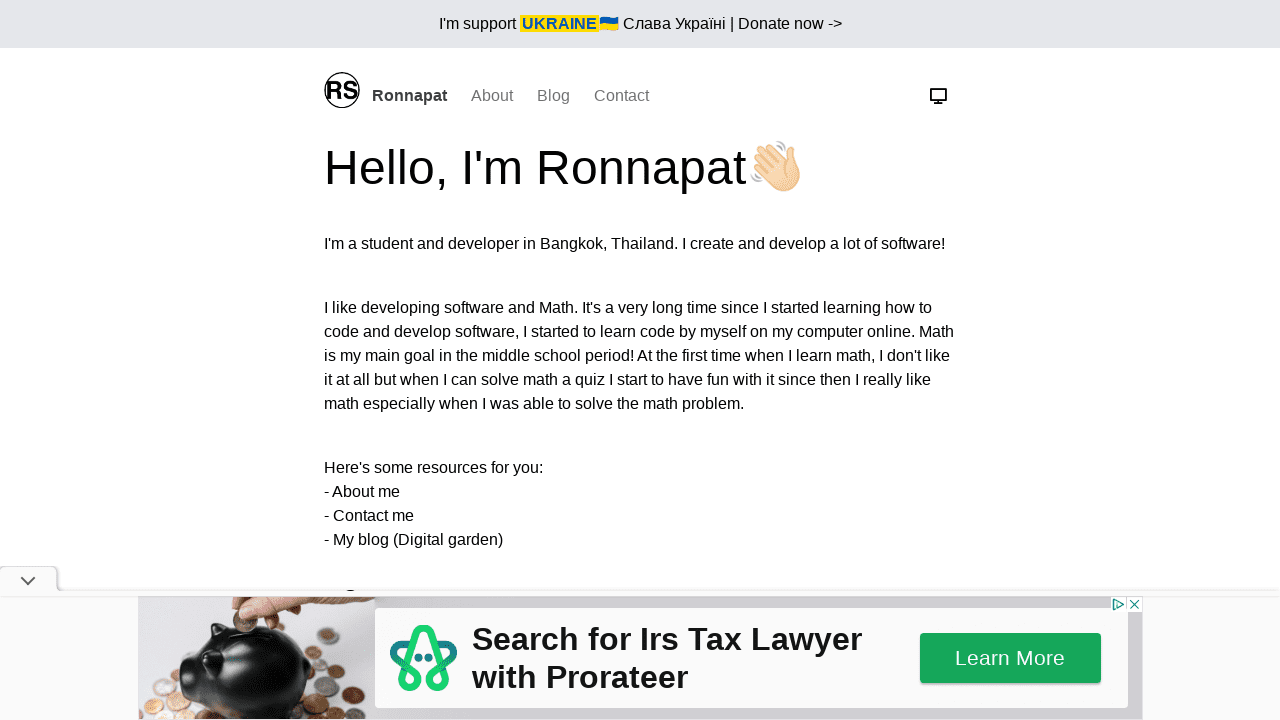 I'm support UKRAINE🇺🇦 Слава Україні | Donate now ->
RS Ronnapat About Blog Contact
Hello, I'm Ronnapat👋🏻
I'm a student and developer in Bangkok, Thailand. I create and develop a lot of software!
I like developing software and Math. It's a very long time since I started learning how to
code and develop software, I started to learn code by myself on my computer online. Math
is my main goal in the middle school period! At the first time when I learn math, I don't like
it at all but when I can solve math a quiz I start to have fun with it since then I really like
math especially when I was able to solve the math problem.
Here's some resources for you:
- About me
- Contact me
- My blog (Digital garden)
Search for Irs Tax Lawyer
with Prorateer
Learn More